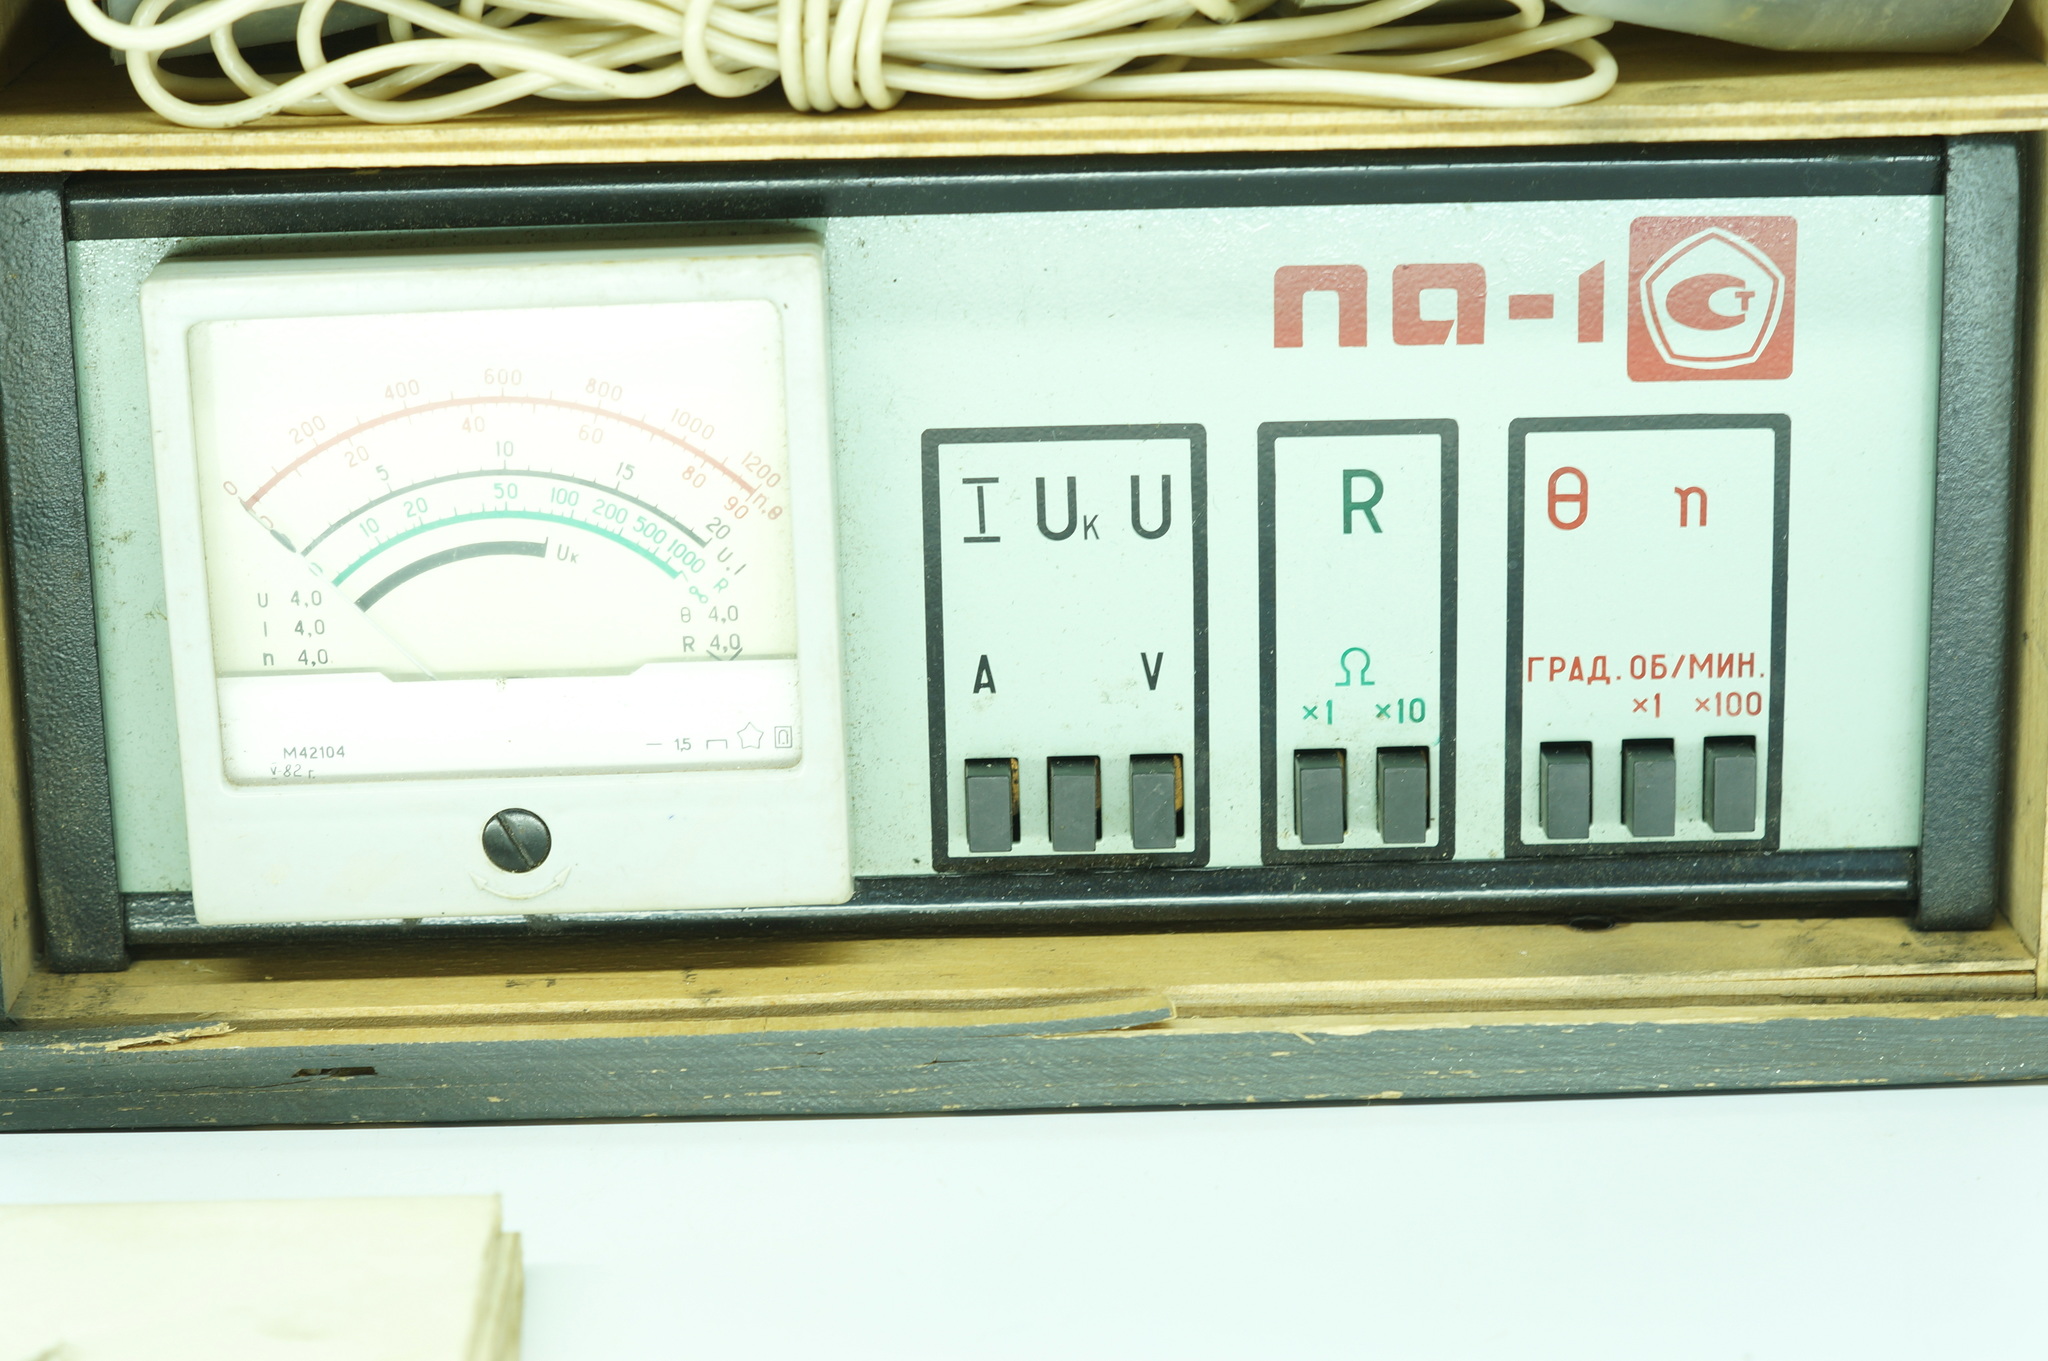 па-1
Ст
200 400 600 800 1000 1200
0 20 40 60 80 90 n.θ
0 5 10 15 20 U.I
0 10 20 50 100 200 500 1000 ∞ R
Uк
U 4,0
I 4,0
n 4,0
θ 4,0
R 4,0
М42104
V-82 г.
— 1,5
I Uк U
A V
R
Ω
×1 ×10
θ n
ГРАД. ОБ/МИН.
×1 ×100